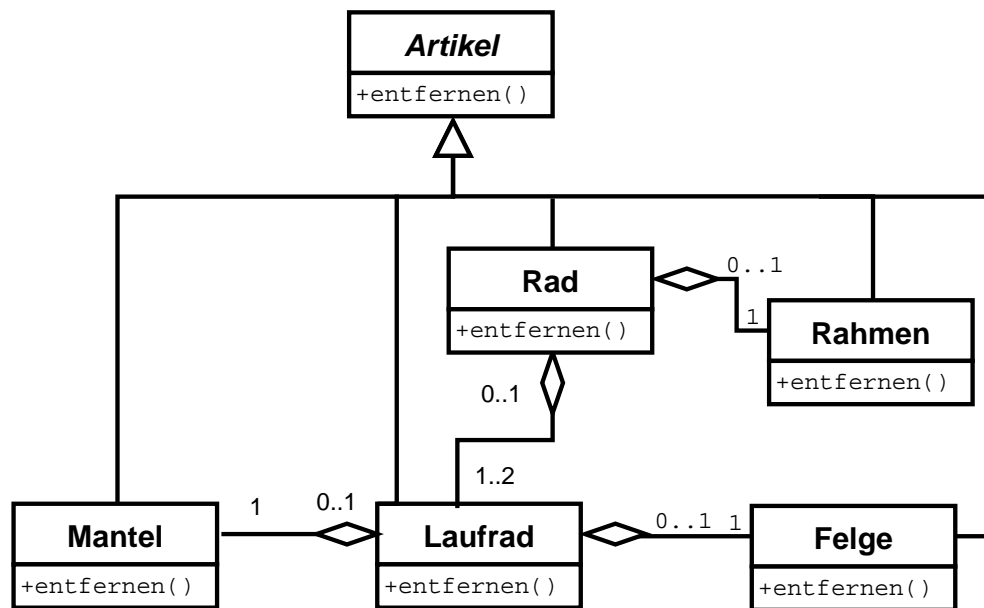 Artikel
+entfernen()
Rad
+entfernen()
0..1
1
Rahmen
+entfernen()
0..1
1..2
Mantel
+entfernen()
1
0..1
Laufrad
+entfernen()
0..1
1
Felge
+entfernen()